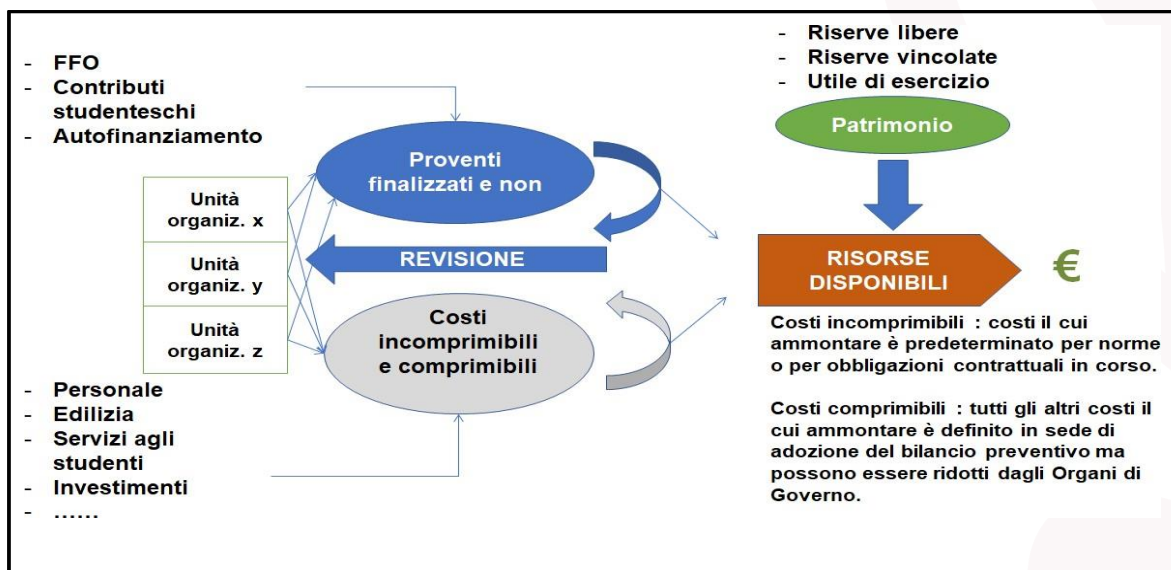 - FFO
- Contributi
studenteschi
- Autofinanziamento
- Riserve libere
- Riserve vincolate
- Utile di esercizio
Patrimonio
Proventi
finalizzati e non
Unità
organiz. x
Unità
organiz. y
Unità
organiz. z
REVISIONE
Costi
incomprimibili
e comprimibili
RISORSE
DISPONIBILI
€
- Personale
- Edilizia
- Servizi agli
studenti
- Investimenti
- ......
Costi incomprimibili : costi il cui
ammontare è predeterminato per norme
o per obbligazioni contrattuali in corso.
Costi comprimibili : tutti gli altri costi il
cui ammontare è definito in sede di
adozione del bilancio preventivo ma
possono essere ridotti dagli Organi di
Governo.